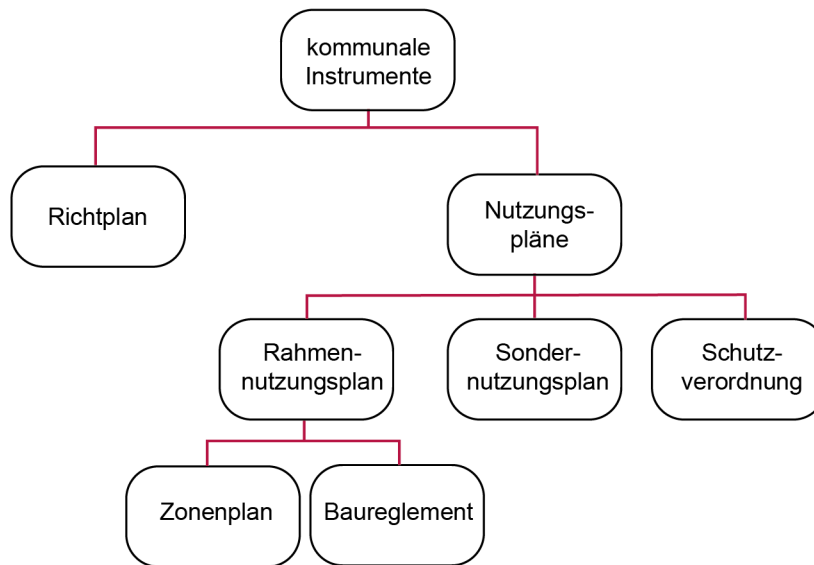 kommunale
Instrumente
Richtplan
Nutzungs-
pläne
Rahmen-
nutzungsplan
Sonder-
nutzungsplan
Schutz-
verordnung
Zonenplan
Baureglement